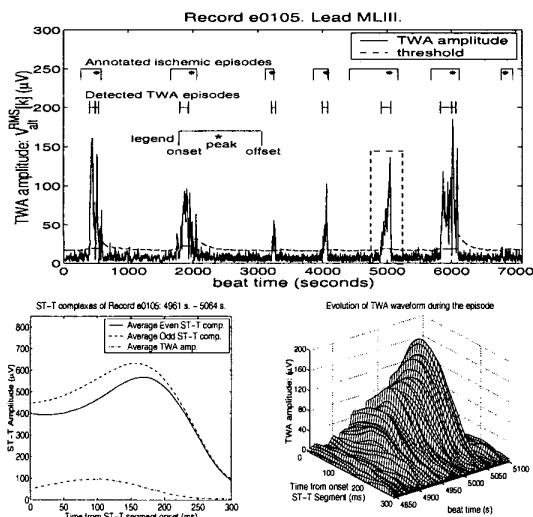 Record e0105. Lead MLIII.
TWA amplitude
threshold
Annotated ischemic episodes
Detected TWA episodes
legend
onset
peak
offset
TWA amplitude: V_alt^RMS[k] (μV)
300
250
200
150
100
50
0
0 1000 2000 3000 4000 5000 6000 7000
beat time (seconds)
ST-T complexes of Record e0105: 4961 s. - 5064 s.
Average Even ST-T comp.
Average Odd ST-T comp.
Average TWA amp.
ST-T Amplitude (μV)
800
700
600
500
400
300
200
100
0
0 50 100 150 200 250 300
Time from ST-T segment onset (ms)
Evolution of TWA waveform during the episode
TWA amplitude: (μV)
200
160
120
80
40
0
0
100
200
300
Time from onset
ST-T Segment (ms)
4850
4900
4950
5000
5050
5100
beat time (s)